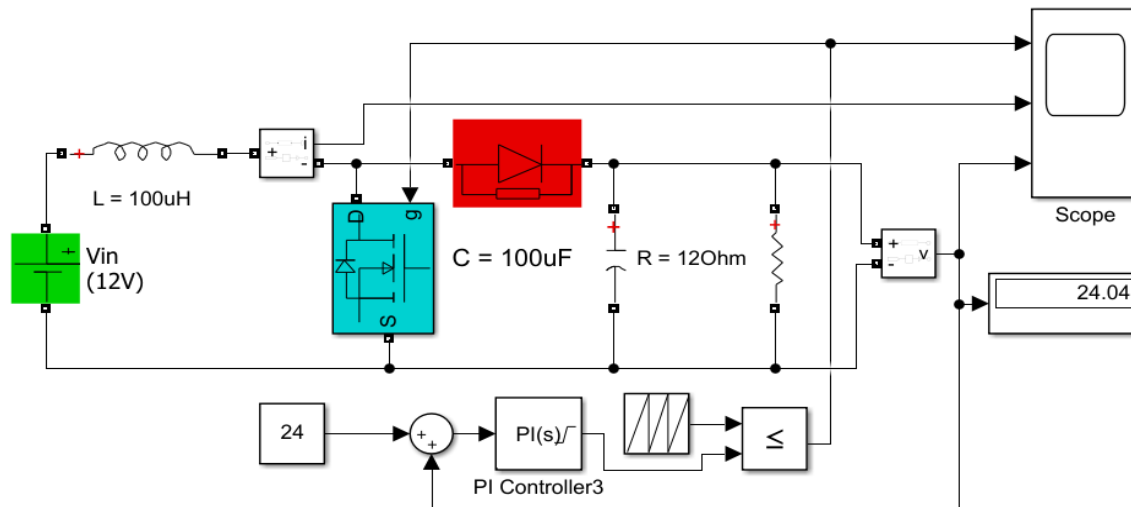 i
+
-
+
L = 100uH
Scope
D
g
S
+
Vin
(12V)
C = 100uF
+
R = 12Ohm
+
+
-
v
24.04
24
+
+
PI(s)
≤
PI Controller3